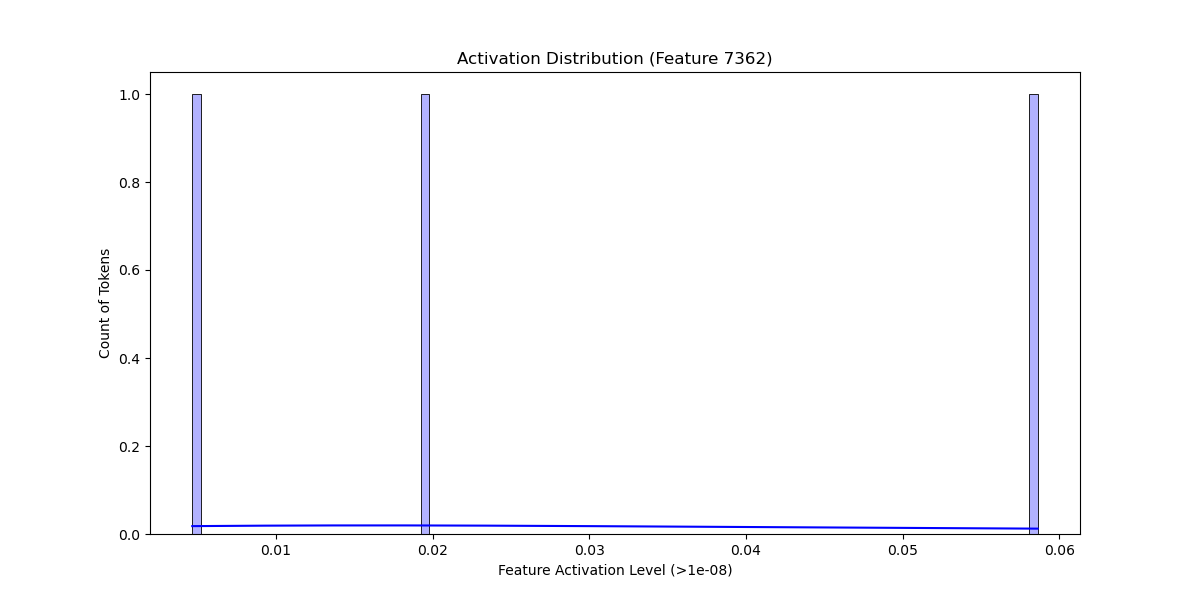 Activation Distribution (Feature 7362)
1.0
0.8
0.6
0.4
0.2
0.0
Count of Tokens
0.01 0.02 0.03 0.04 0.05 0.06
Feature Activation Level (>1e-08)